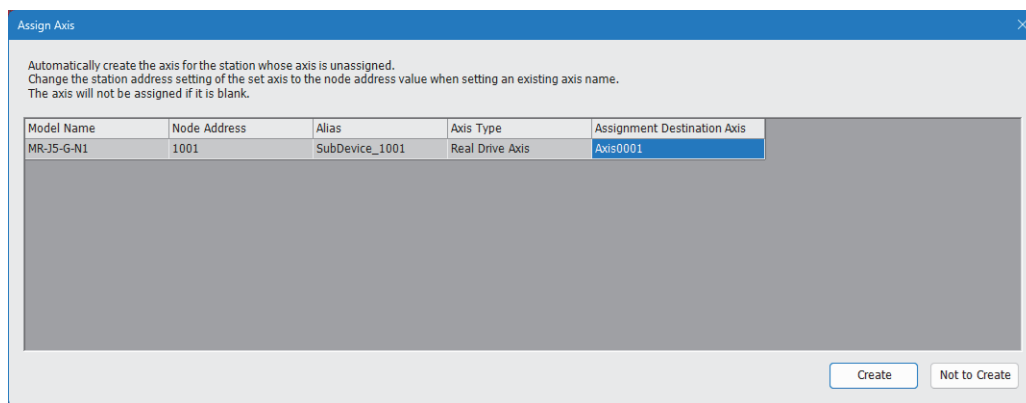 Assign Axis
Automatically create the axis for the station whose axis is unassigned.
Change the station address setting of the set axis to the node address value when setting an existing axis name.
The axis will not be assigned if it is blank.
Model Name Node Address Alias Axis Type Assignment Destination Axis
MR-J5-G-N1 1001 SubDevice_1001 Real Drive Axis Axis0001
Create Not to Create